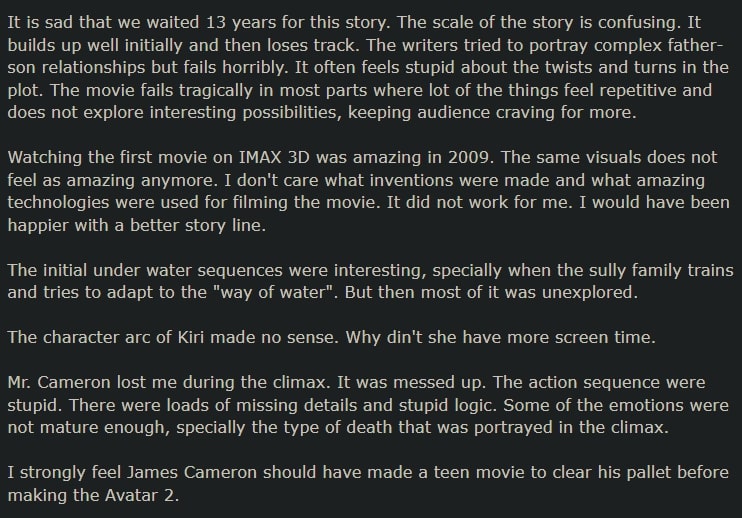 It is sad that we waited 13 years for this story. The scale of the story is confusing. It
builds up well initially and then loses track. The writers tried to portray complex father-
son relationships but fails horribly. It often feels stupid about the twists and turns in the
plot. The movie fails tragically in most parts where lot of the things feel repetitive and
does not explore interesting possibilities, keeping audience craving for more.
Watching the first movie on IMAX 3D was amazing in 2009. The same visuals does not
feel as amazing anymore. I don't care what inventions were made and what amazing
technologies were used for filming the movie. It did not work for me. I would have been
happier with a better story line.
The initial under water sequences were interesting, specially when the sully family trains
and tries to adapt to the "way of water". But then most of it was unexplored.
The character arc of Kiri made no sense. Why din't she have more screen time.
Mr. Cameron lost me during the climax. It was messed up. The action sequence were
stupid. There were loads of missing details and stupid logic. Some of the emotions were
not mature enough, specially the type of death that was portrayed in the climax.
I strongly feel James Cameron should have made a teen movie to clear his pallet before
making the Avatar 2.